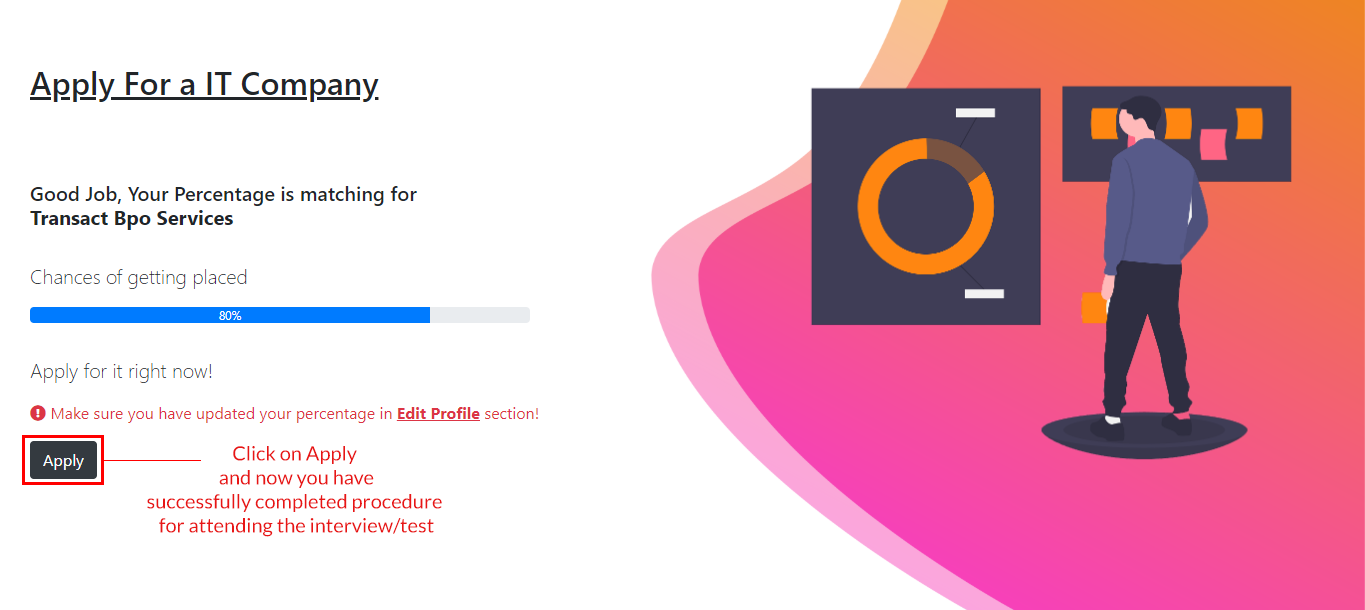 Apply For a IT Company
Good Job, Your Percentage is matching for
Transact Bpo Services
Chances of getting placed
80%
Apply for it right now!
Make sure you have updated your percentage in Edit Profile section!
Apply
Click on Apply
and now you have
successfully completed procedure
for attending the interview/test